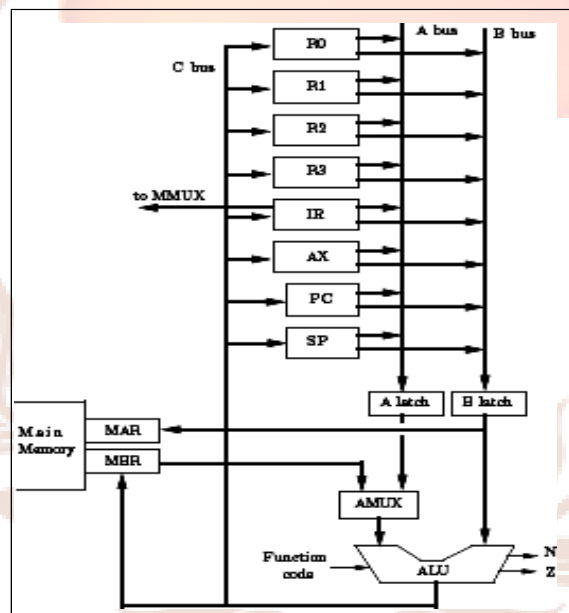 A bus
B bus
C bus
R0
R1
R2
R3
to MMUX
IR
AX
PC
SP
A latch
B latch
Main
Memory
MAR
MBR
AMUX
Function
code
ALU
N
Z